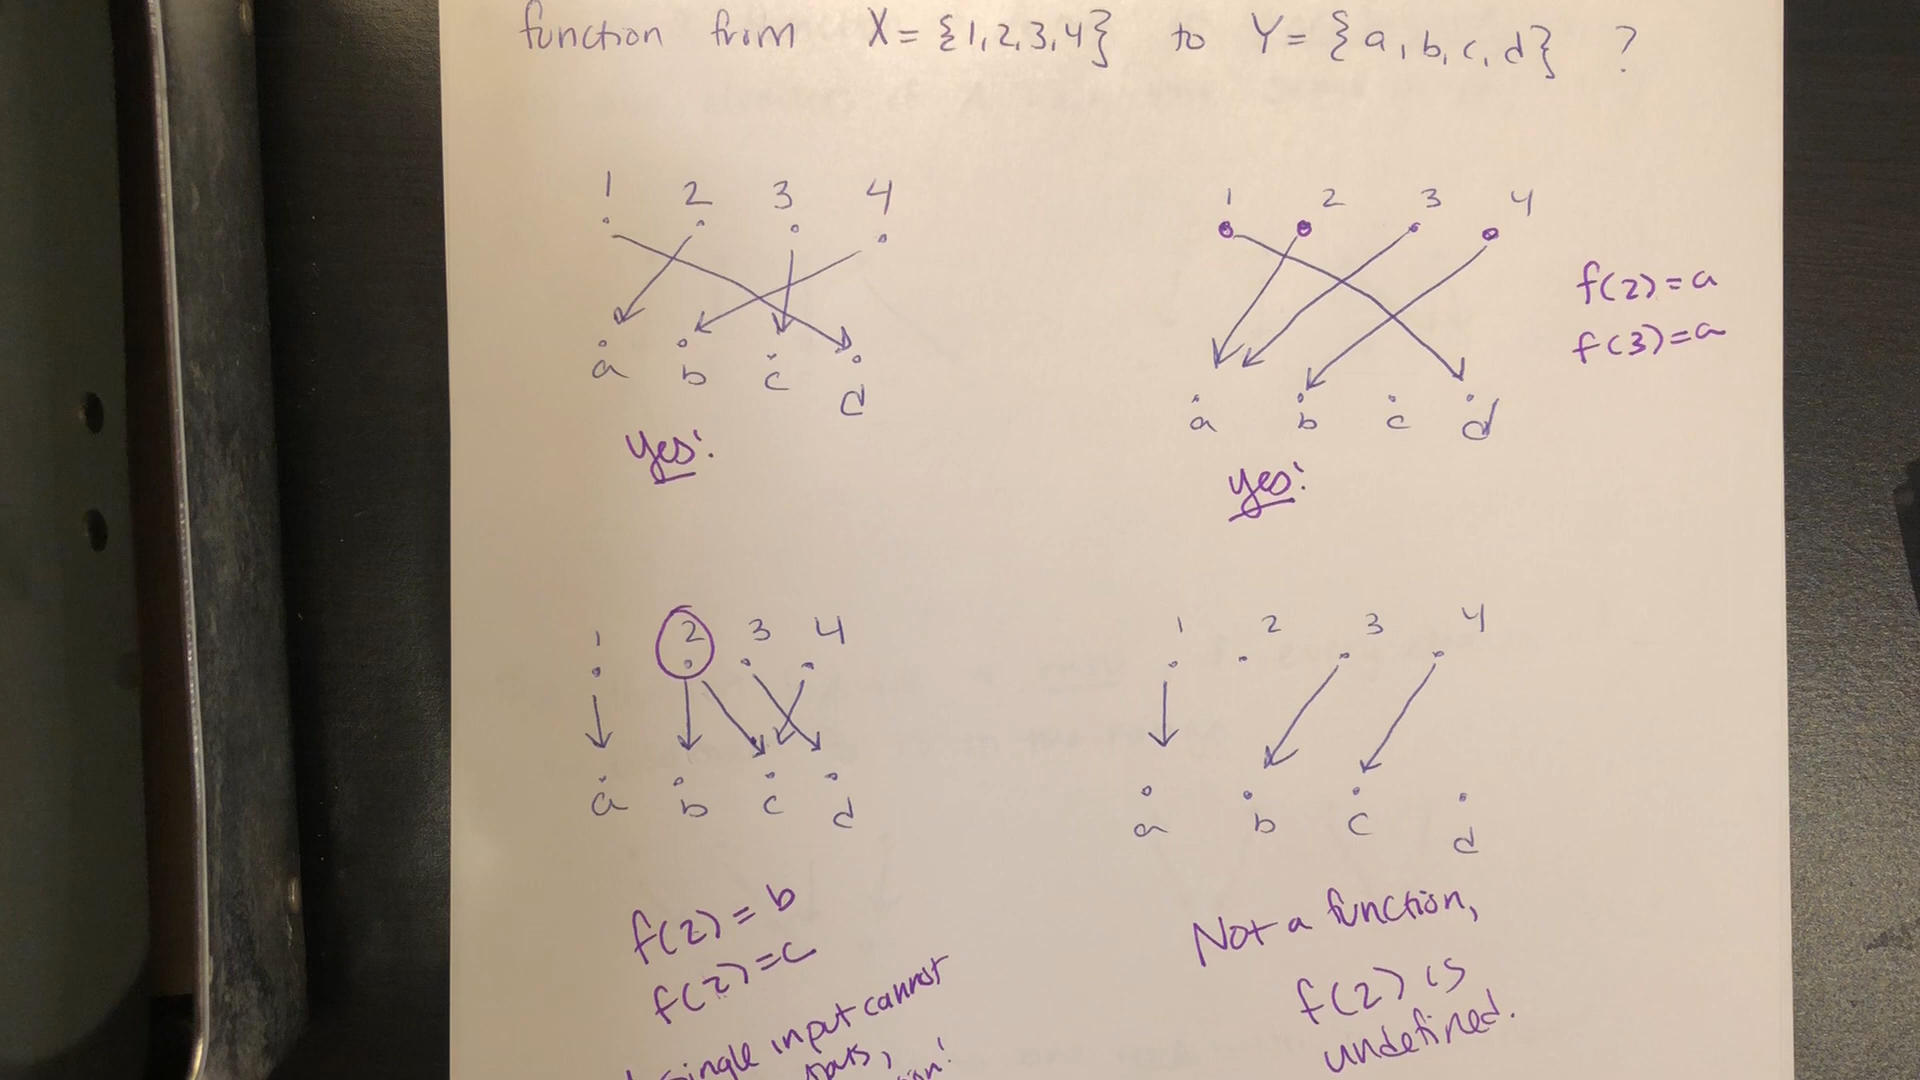 function from X = {1,2,3,4} to Y = {a, b, c, d} ?
1 2 3 4
a b c d
yes!
1 2 3 4
a b c d
f(2)=a
f(3)=a
yes!
1 2 3 4
a b c d
f(2)=b
f(2)=c
single input cannot
1 2 3 4
a b c d
Not a function,
f(2) is
undefined.